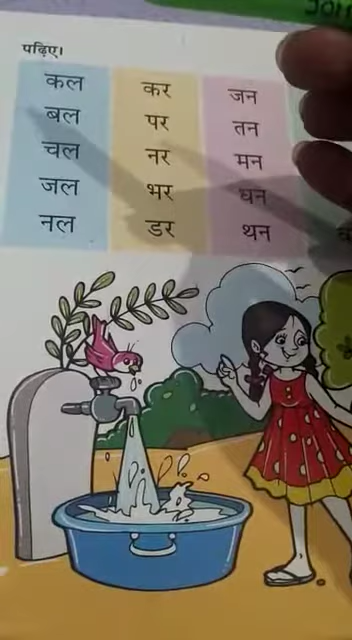 पढ़िए।
कल कर जन
बल पर तन
चल नर मन
जल भर धन
नल डर थन